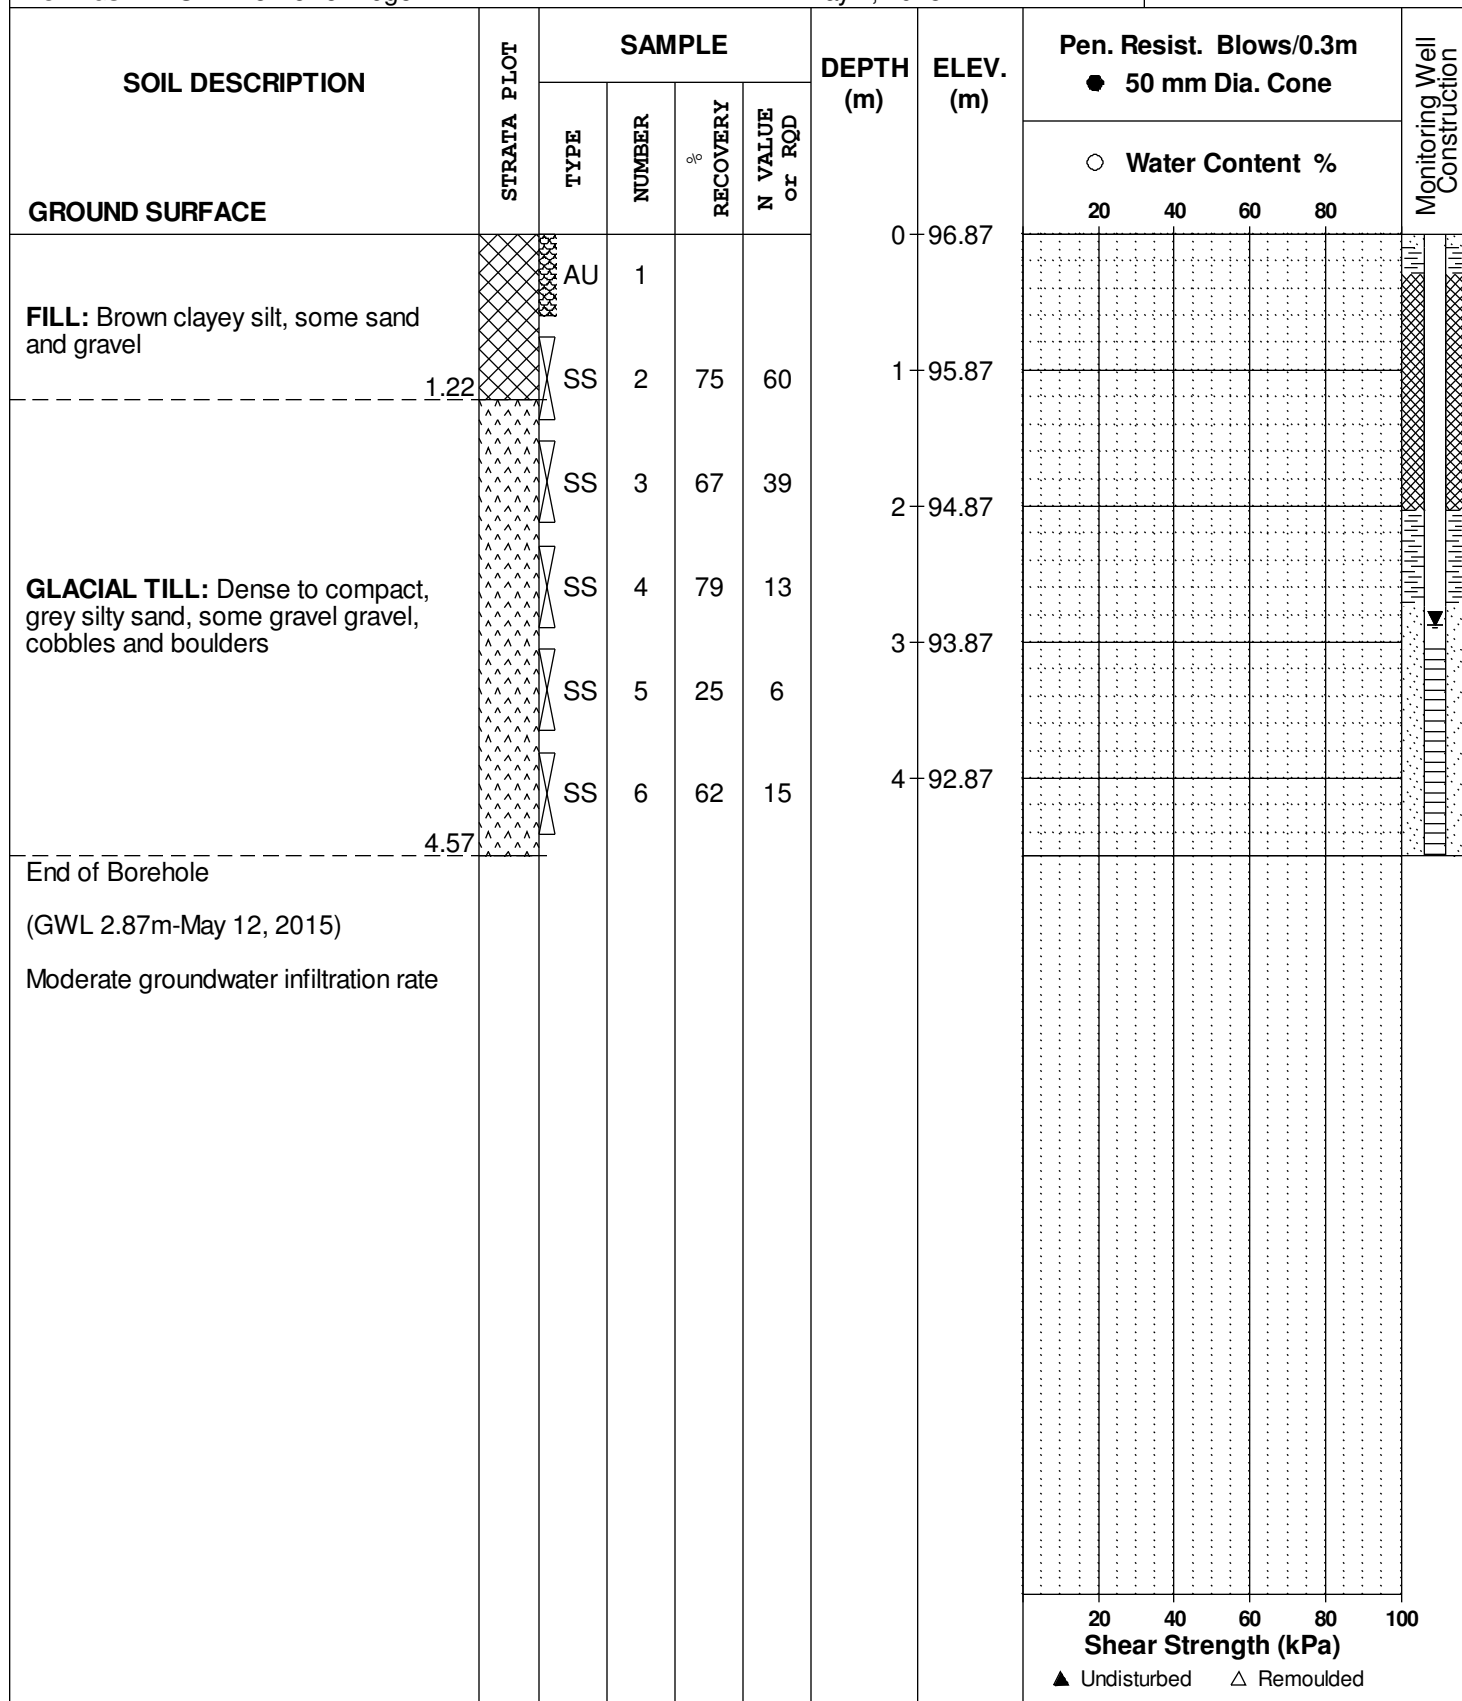 SOIL DESCRIPTION
GROUND SURFACE
STRATA PLOT
SAMPLE
TYPE
NUMBER
% RECOVERY
N VALUE or RQD
DEPTH (m)
ELEV. (m)
Pen. Resist. Blows/0.3m
● 50 mm Dia. Cone
○ Water Content %
20 40 60 80
Monitoring Well Construction
0 96.87
AU 1
FILL: Brown clayey silt, some sand
and gravel
1 95.87
SS 2 75 60
1.22
SS 3 67 39
2 94.87
GLACIAL TILL: Dense to compact,
grey silty sand, some gravel gravel,
cobbles and boulders
SS 4 79 13
3 93.87
SS 5 25 6
4 92.87
SS 6 62 15
4.57
End of Borehole
(GWL 2.87m-May 12, 2015)
Moderate groundwater infiltration rate
20 40 60 80 100
Shear Strength (kPa)
▲ Undisturbed △ Remoulded